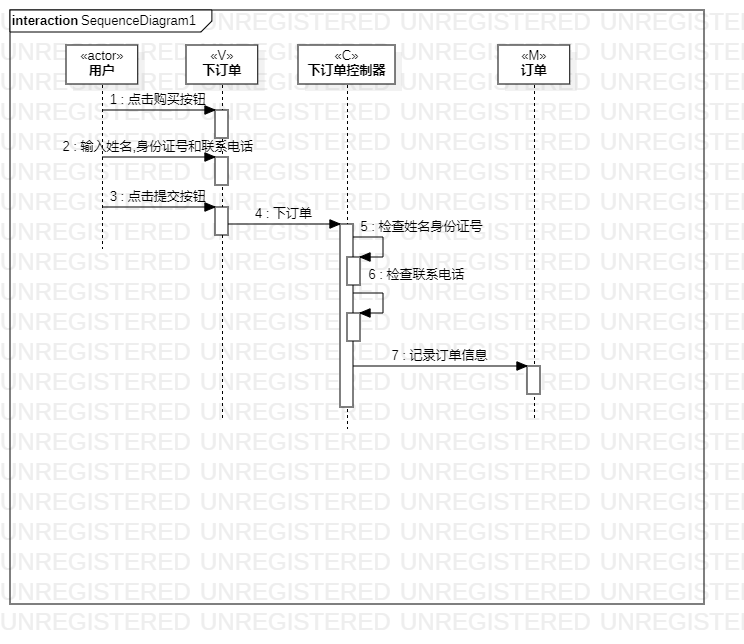 interaction SequenceDiagram1
«actor»
用户
«V»
下订单
«C»
下订单控制器
«M»
订单
1 : 点击购买按钮
2 : 输入姓名,身份证号和联系电话
3 : 点击提交按钮
4 : 下订单
5 : 检查姓名身份证号
6 : 检查联系电话
7 : 记录订单信息
UNREGISTERED